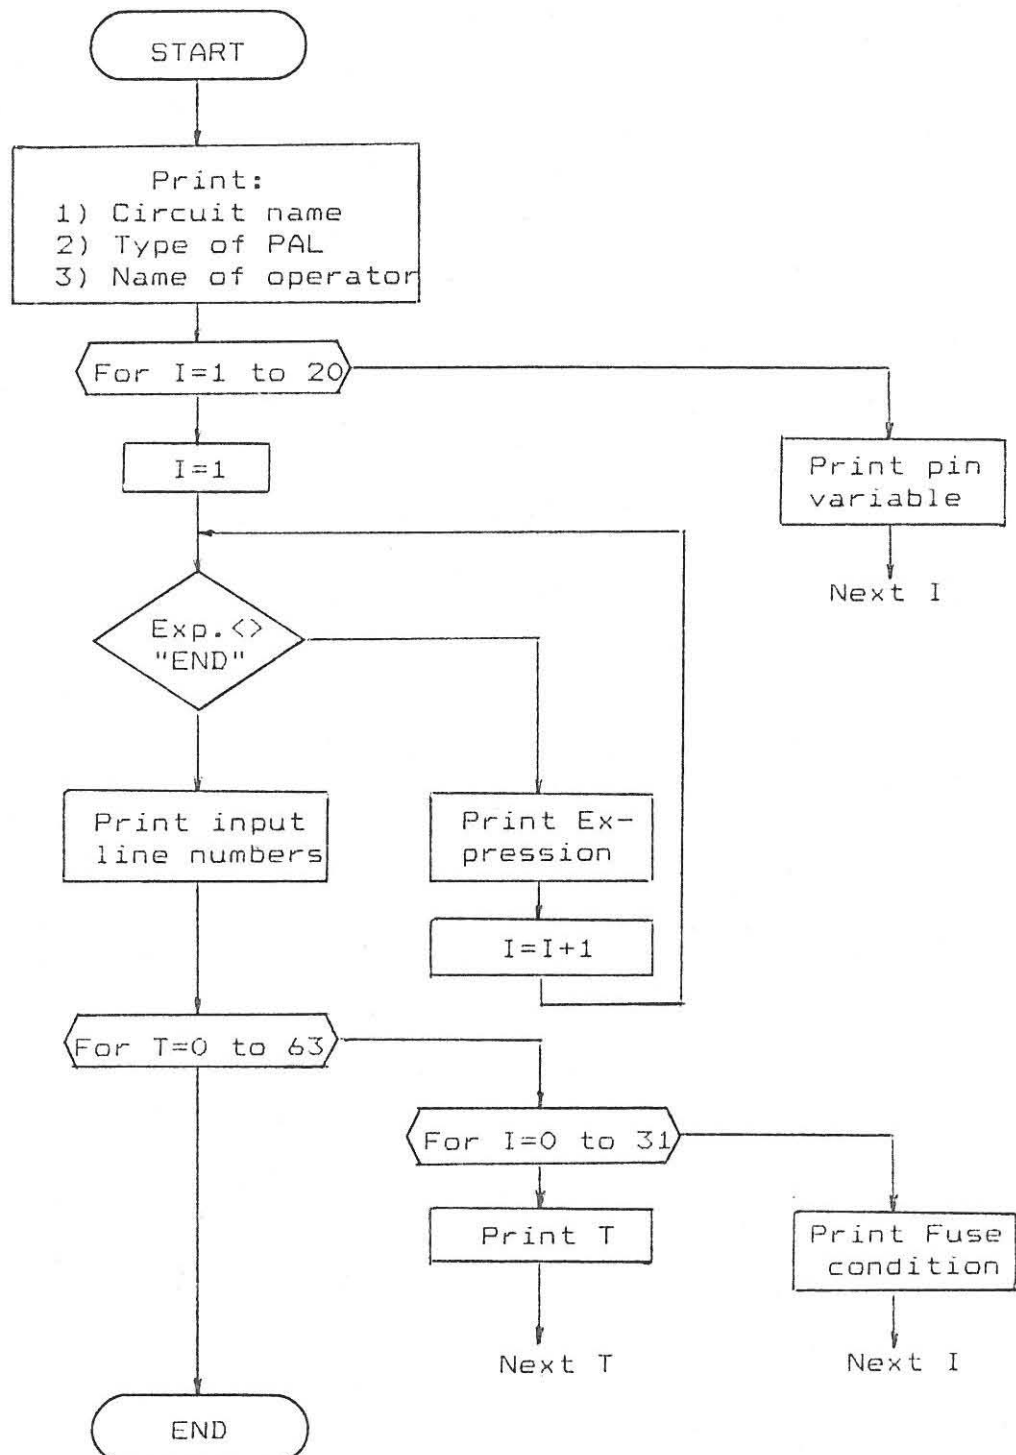 START
Print:
1) Circuit name
2) Type of PAL
3) Name of operator
For I=1 to 20
I=1
Print pin
variable
Next I
Exp.<>
"END"
Print input
line numbers
Print Ex-
pression
I=I+1
For T=0 to 63
For I=0 to 31
Print T
Print Fuse
condition
Next T
Next I
END